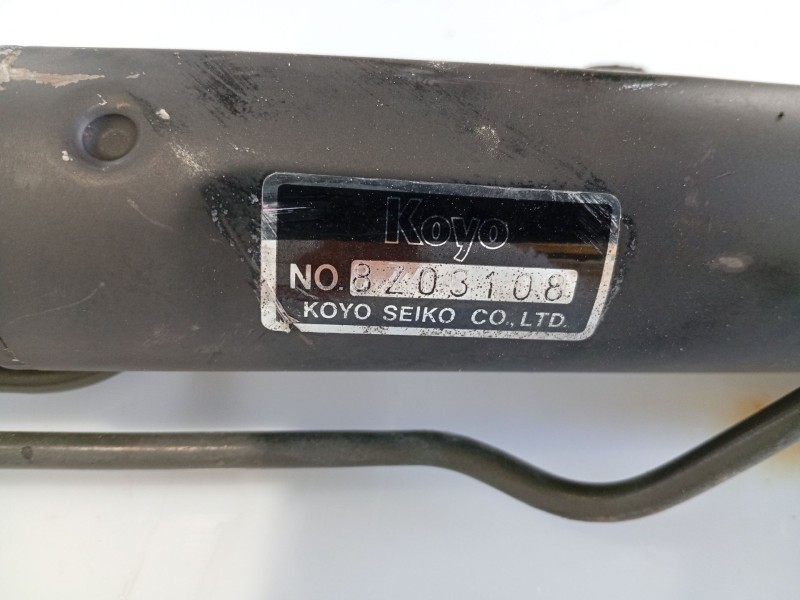 Koyo
NO. 8Z03108
KOYO SEIKO CO., LTD.